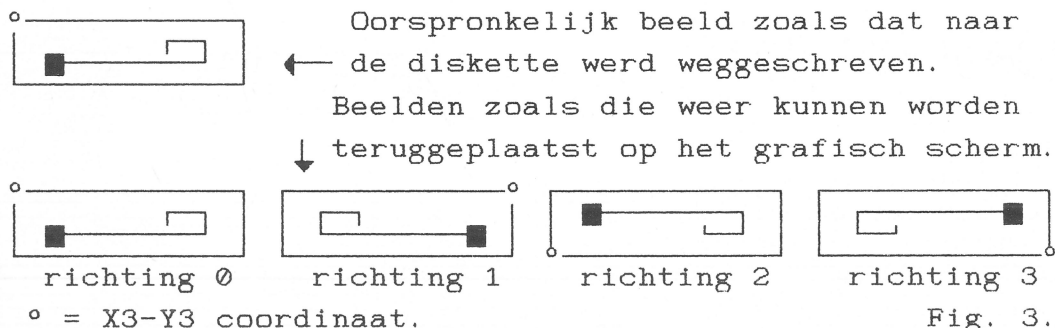 Oorspronkelijk beeld zoals dat naar
de diskette werd weggeschreven.
Beelden zoals die weer kunnen worden
teruggeplaatst op het grafisch scherm.
richting 0 richting 1 richting 2 richting 3
o = X3-Y3 coordinaat. Fig. 3.